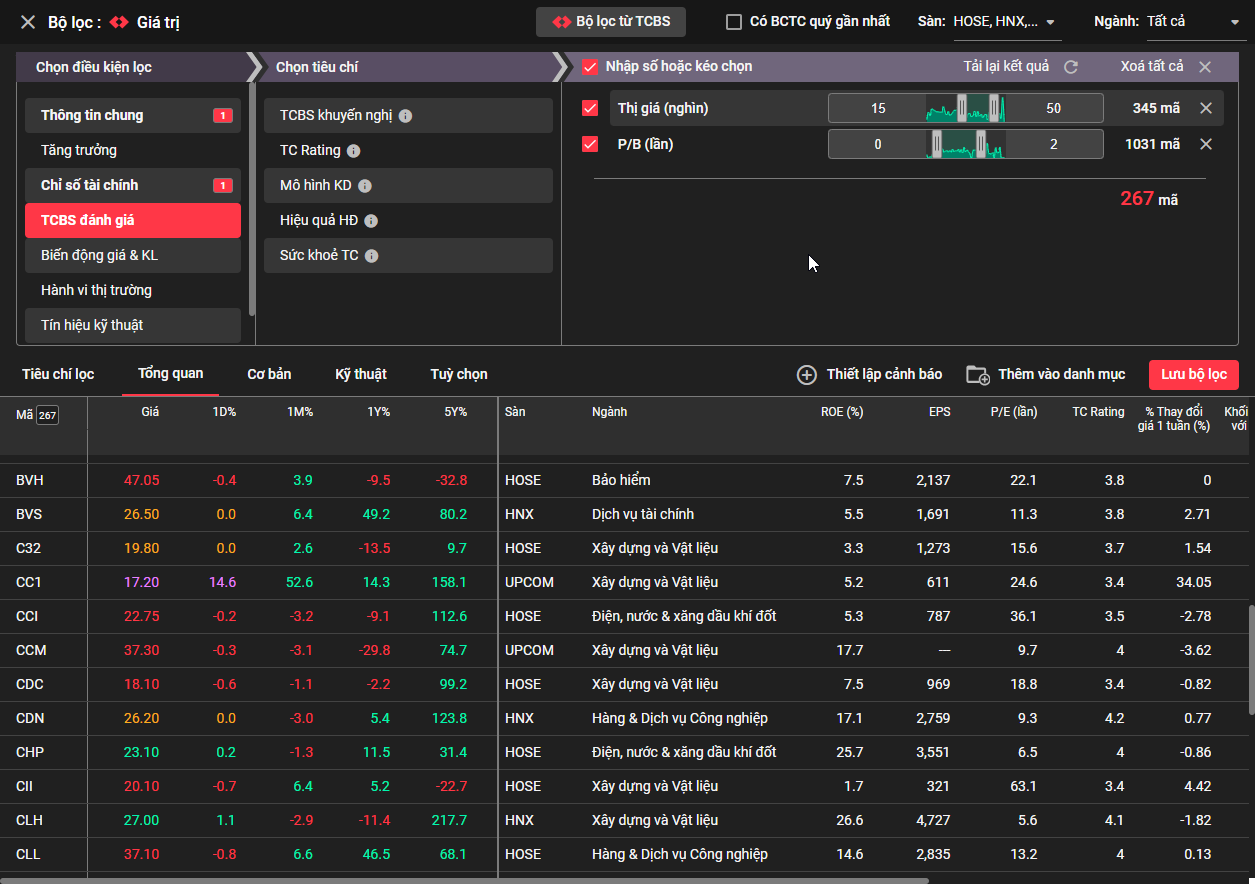 Bộ lọc : Giá trị Bộ lọc từ TCBS Có BCTC quý gần nhất Sàn: HOSE, HNX,... Ngành: Tất cả
Chọn điều kiện lọc Chọn tiêu chí Nhập số hoặc kéo chọn Tải lại kết quả Xoá tất cả
Thông tin chung 1 TCBS khuyến nghị Thị giá (nghìn) 15 50 345 mã
Tăng trưởng TC Rating P/B (lần) 0 2 1031 mã
Chỉ số tài chính 1 Mô hình KD 267 mã
TCBS đánh giá Hiệu quả HĐ
Biến động giá & KL Sức khoẻ TC
Hành vi thị trường
Tín hiệu kỹ thuật
Tiêu chí lọc Tổng quan Cơ bản Kỹ thuật Tuỳ chọn Thiết lập cảnh báo Thêm vào danh mục Lưu bộ lọc
Mã 267 Giá 1D% 1M% 1Y% 5Y% Sàn Ngành ROE (%) EPS P/E (lần) TC Rating % Thay đổi Khối
giá 1 tuần (%) với
BVH 47.05 -0.4 3.9 -9.5 -32.8 HOSE Bảo hiểm 7.5 2,137 22.1 3.8 0
BVS 26.50 0.0 6.4 49.2 80.2 HNX Dịch vụ tài chính 5.5 1,691 11.3 3.8 2.71
C32 19.80 0.0 2.6 -13.5 9.7 HOSE Xây dựng và Vật liệu 3.3 1,273 15.6 3.7 1.54
CC1 17.20 14.6 52.6 14.3 158.1 UPCOM Xây dựng và Vật liệu 5.2 611 24.6 3.4 34.05
CCI 22.75 -0.2 -3.2 -9.1 112.6 HOSE Điện, nước & xăng dầu khí đốt 5.3 787 36.1 3.5 -2.78
CCM 37.30 -0.3 -3.1 -29.8 74.7 UPCOM Xây dựng và Vật liệu 17.7 — 9.7 4 -3.62
CDC 18.10 -0.6 -1.1 -2.2 99.2 HOSE Xây dựng và Vật liệu 7.5 969 18.8 3.4 -0.82
CDN 26.20 0.0 -3.0 5.4 123.8 HNX Hàng & Dịch vụ Công nghiệp 17.1 2,759 9.3 4.2 0.77
CHP 23.10 0.2 -1.3 11.5 31.4 HOSE Điện, nước & xăng dầu khí đốt 25.7 3,551 6.5 4 -0.86
CII 20.10 -0.7 6.4 5.2 -22.7 HOSE Xây dựng và Vật liệu 1.7 321 63.1 3.4 4.42
CLH 27.00 1.1 -2.9 -11.4 217.7 HNX Xây dựng và Vật liệu 26.6 4,727 5.6 4.1 -1.82
CLL 37.10 -0.8 6.6 46.5 68.1 HOSE Hàng & Dịch vụ Công nghiệp 14.6 2,835 13.2 4 0.13